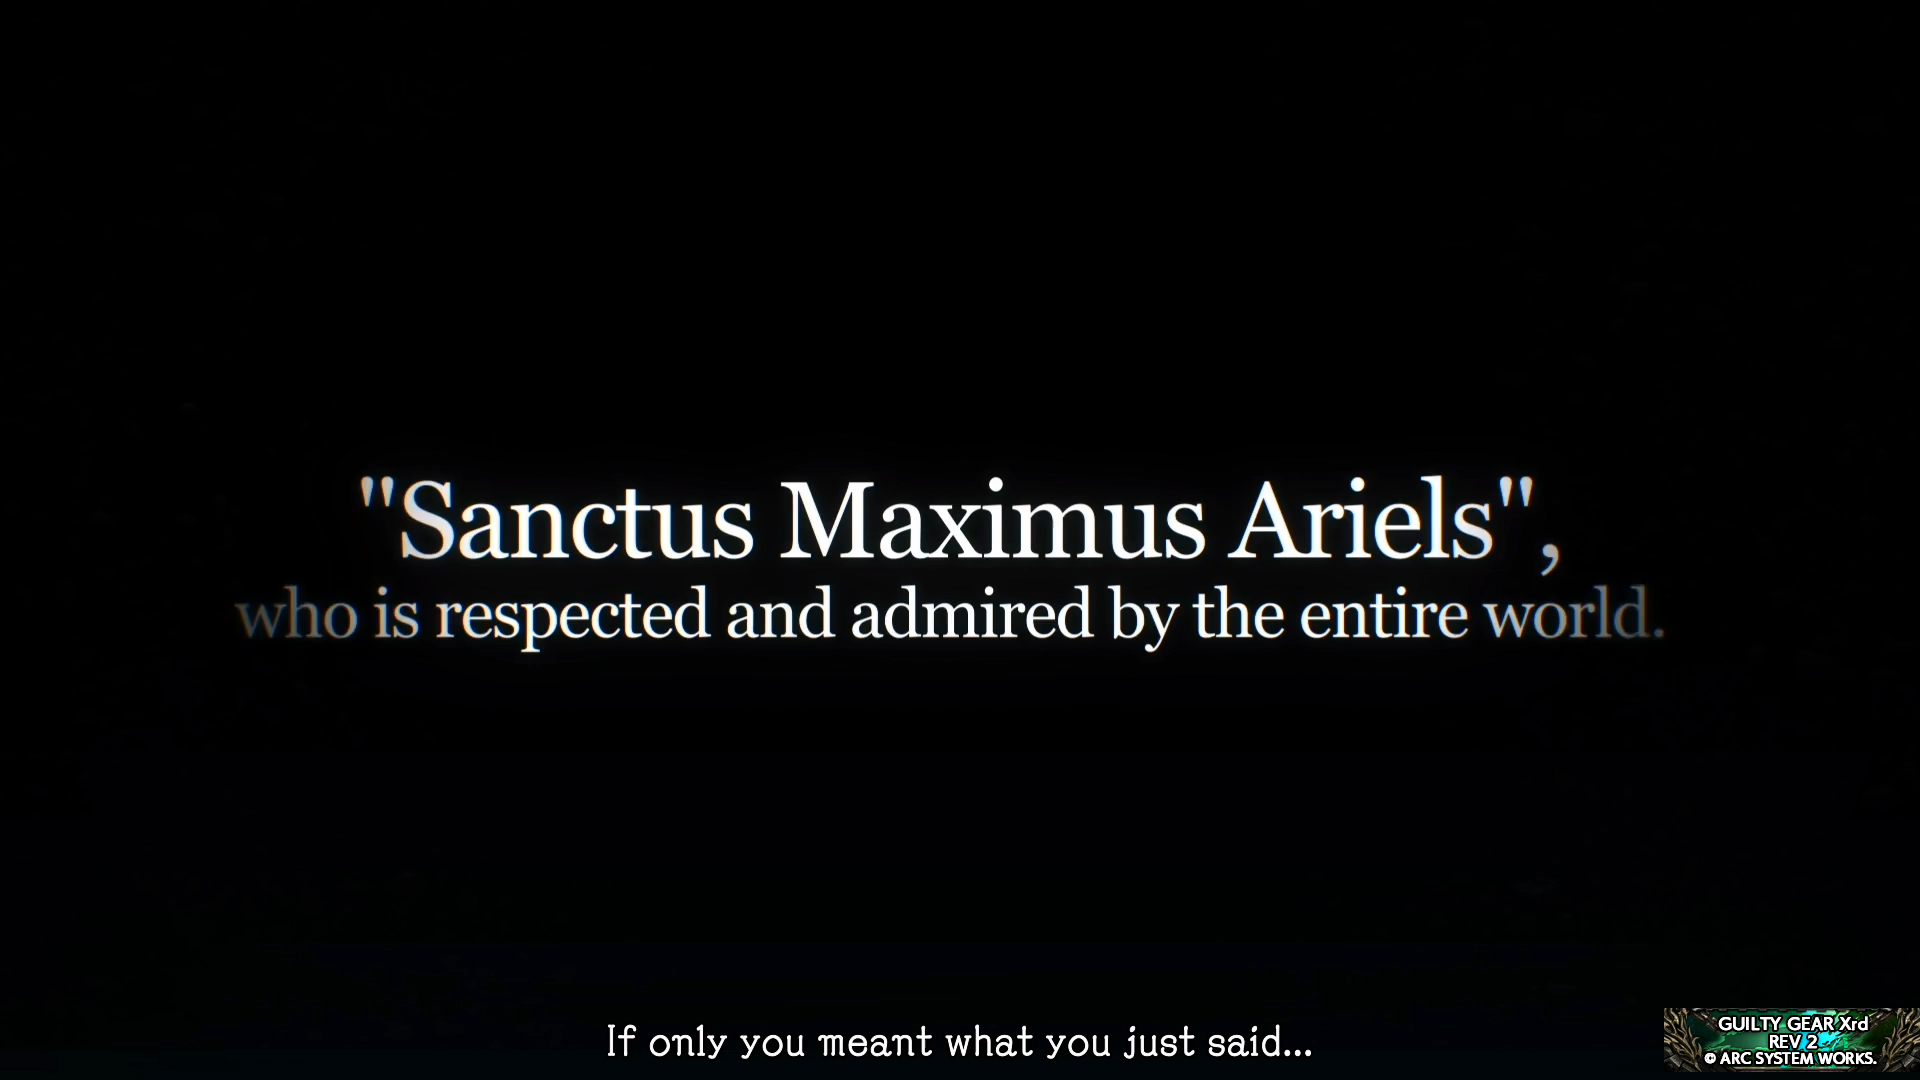 "Sanctus Maximus Ariels",
who is respected and admired by the entire world.
If only you meant what you just said...
GUILTY GEAR Xrd
REV 2
© ARC SYSTEM WORKS.